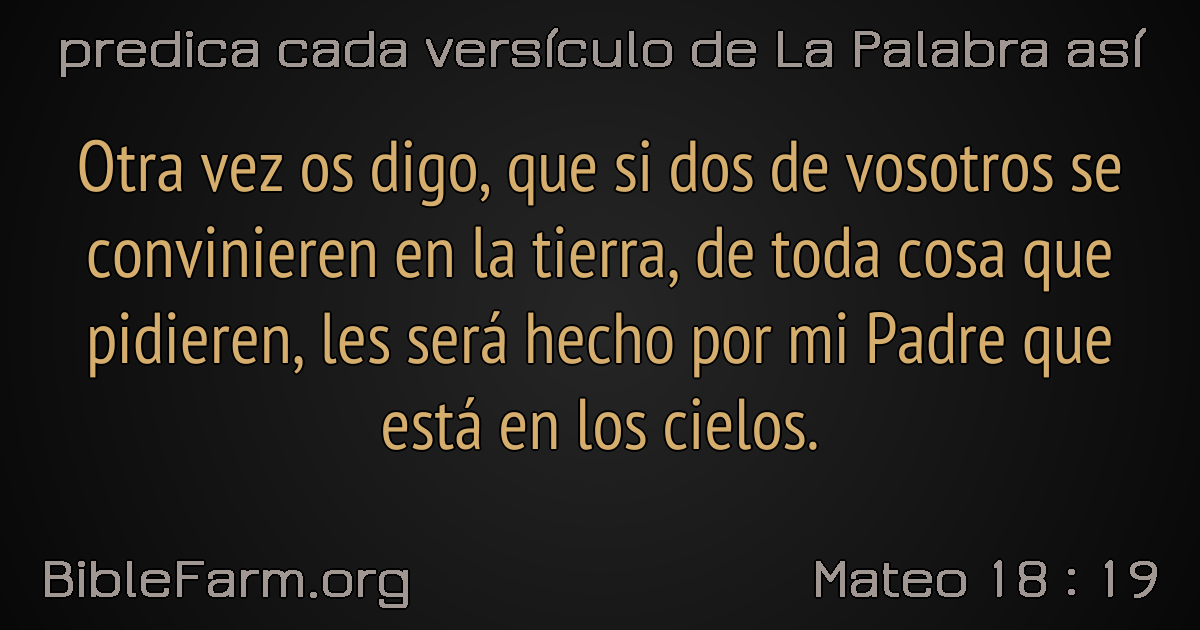 predica cada versículo de La Palabra así
Otra vez os digo, que si dos de vosotros se
convinieren en la tierra, de toda cosa que
pidieren, les será hecho por mi Padre que
está en los cielos.
BibleFarm.org
Mateo 18 : 19